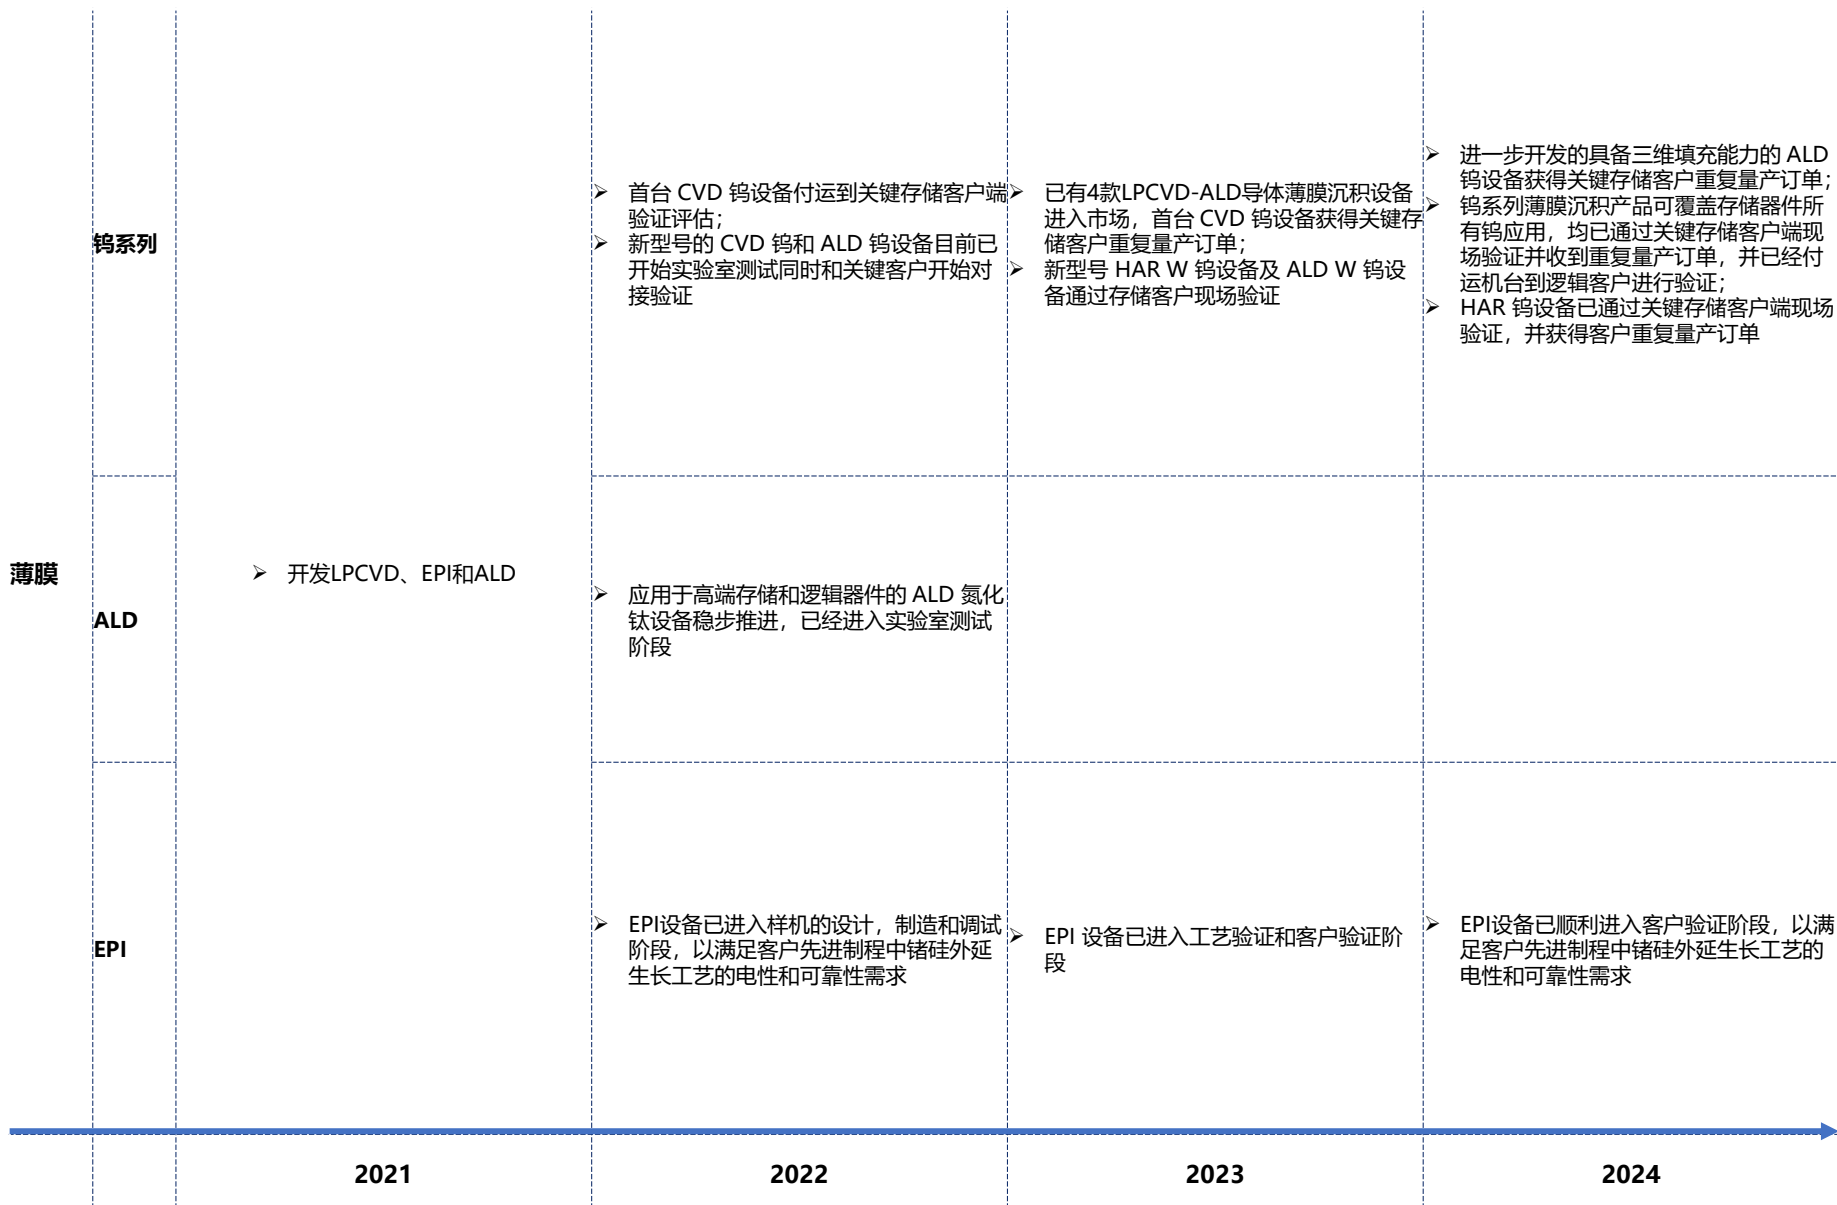 薄膜
钨系列
➢ 首台 CVD 钨设备付运到关键存储客户端
验证评估；
➢ 新型号的 CVD 钨和 ALD 钨设备目前已
开始实验室测试同时和关键客户开始对
接验证
➢ 已有4款LPCVD-ALD导体薄膜沉积设备
进入市场，首台 CVD 钨设备获得关键存
储客户重复量产订单；
➢ 新型号 HAR W 钨设备及 ALD W 钨设
备通过存储客户现场验证
➢ 进一步开发的具备三维填充能力的 ALD
钨设备获得关键存储客户重复量产订单；
➢ 钨系列薄膜沉积产品可覆盖存储器件所
有钨应用，均已通过关键存储客户端现
场验证并收到重复量产订单，并已经付
运机台到逻辑客户进行验证；
➢ HAR 钨设备已通过关键存储客户端现场
验证，并获得客户重复量产订单
➢ 开发LPCVD、EPI和ALD
ALD
➢ 应用于高端存储和逻辑器件的 ALD 氮化
钛设备稳步推进，已经进入实验室测试
阶段
EPI
➢ EPI设备已进入样机的设计，制造和调试
阶段，以满足客户先进制程中锗硅外延
生长工艺的电性和可靠性需求
➢ EPI 设备已进入工艺验证和客户验证阶
段
➢ EPI设备已顺利进入客户验证阶段，以满
足客户先进制程中锗硅外延生长工艺的
电性和可靠性需求
2021
2022
2023
2024